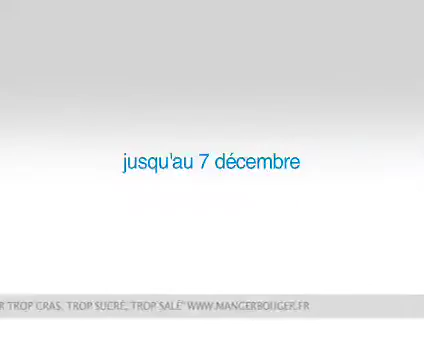 jusqu'au 7 décembre
R TROP GRAS, TROP SUCRÉ, TROP SALÉ" WWW.MANGERBOUGER.FR